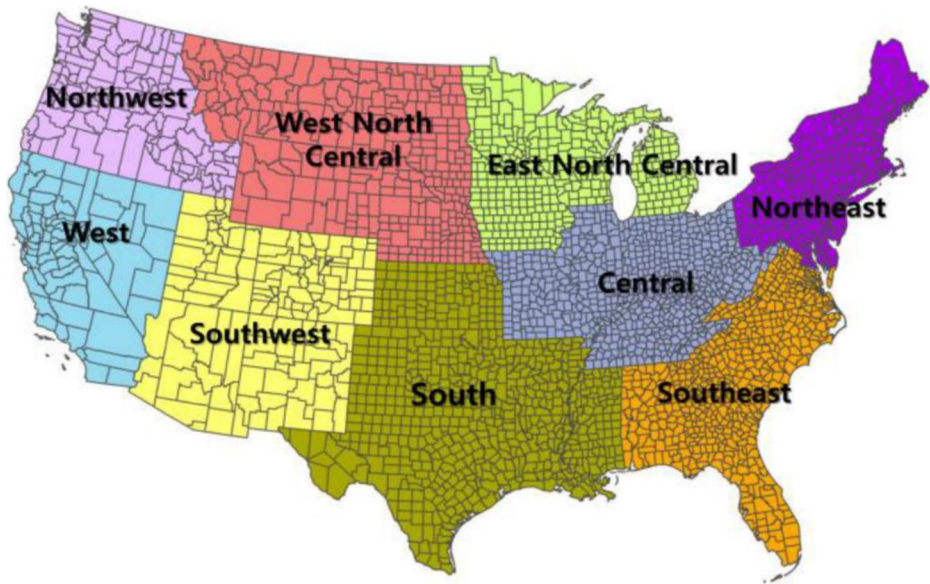 Northwest
West North
Central
East North Central
Northeast
West
Central
Southwest
South
Southeast